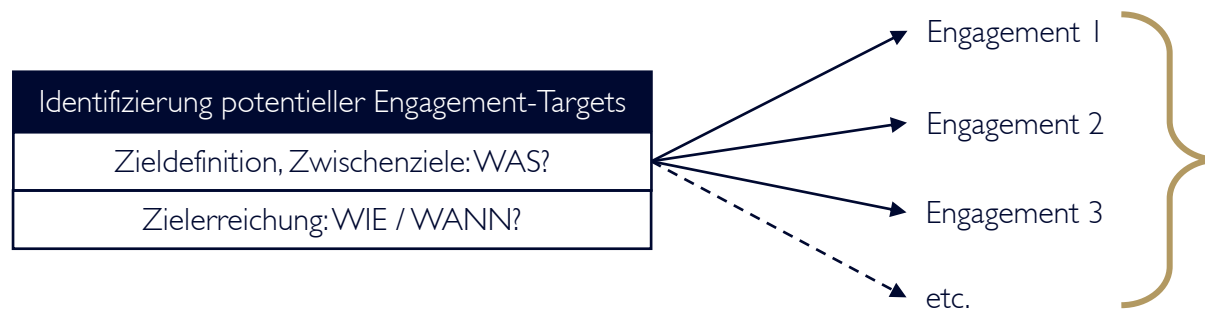 Identifizierung potentieller Engagement-Targets
Zieldefinition, Zwischenziele: WAS?
Zielerreichung: WIE / WANN?
Engagement 1
Engagement 2
Engagement 3
etc.